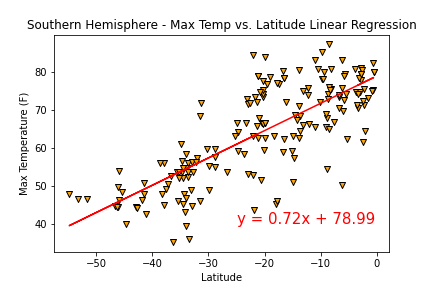 Southern Hemisphere - Max Temp vs. Latitude Linear Regression
Max Temperature (F)
80
70
60
50
40
y = 0.72x + 78.99
−50
−40
−30
−20
−10
0
Latitude